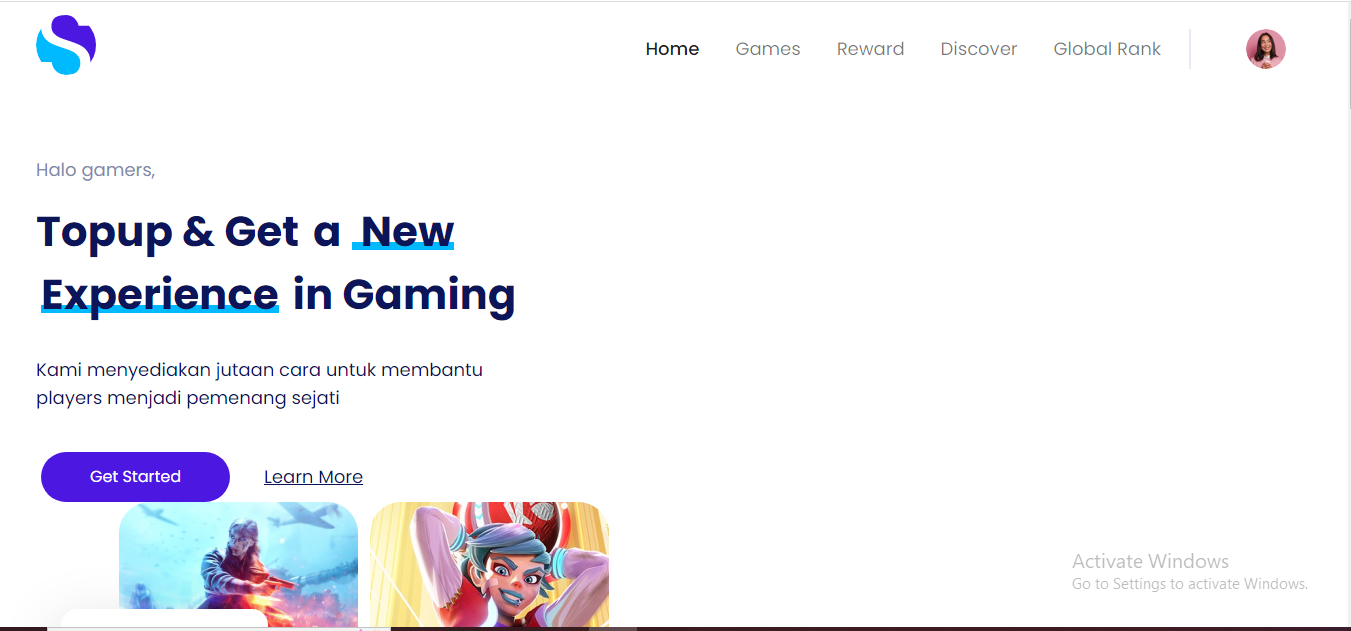 Home Games Reward Discover Global Rank
Halo gamers,
Topup & Get a New
Experience in Gaming
Kami menyediakan jutaan cara untuk membantu
players menjadi pemenang sejati
Get Started Learn More
Activate Windows
Go to Settings to activate Windows.